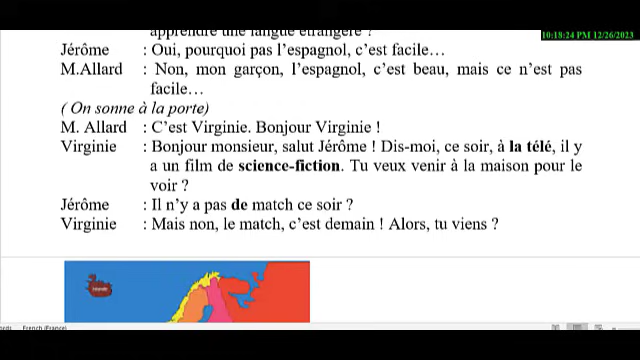 apprendre une langue étrangère ?
10:18:24 PM 12/26/2023
Jérôme : Oui, pourquoi pas l'espagnol, c'est facile…
M.Allard : Non, mon garçon, l'espagnol, c'est beau, mais ce n'est pas
facile…
( On sonne à la porte)
M. Allard : C'est Virginie. Bonjour Virginie !
Virginie : Bonjour monsieur, salut Jérôme ! Dis-moi, ce soir, à la télé, il y
a un film de science-fiction. Tu veux venir à la maison pour le
voir ?
Jérôme : Il n'y a pas de match ce soir ?
Virginie : Mais non, le match, c'est demain ! Alors, tu viens ?
French (France)